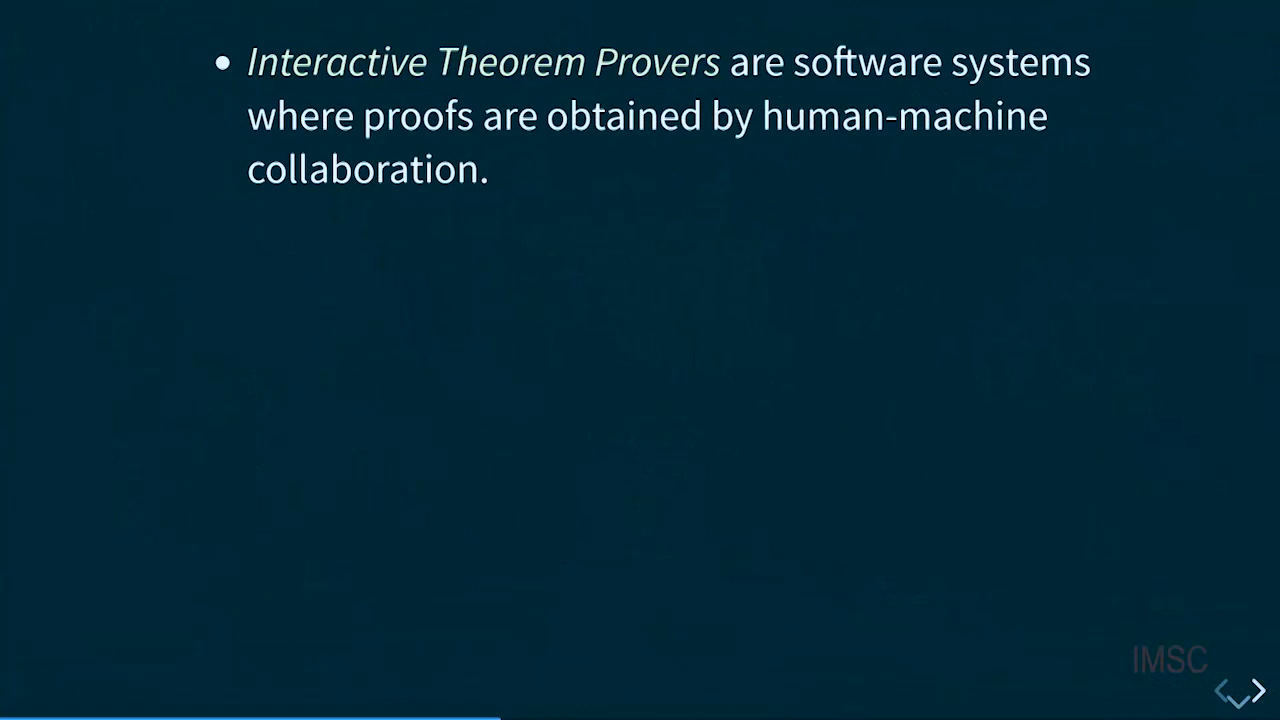 • Interactive Theorem Provers are software systems
where proofs are obtained by human-machine
collaboration.
IMSC